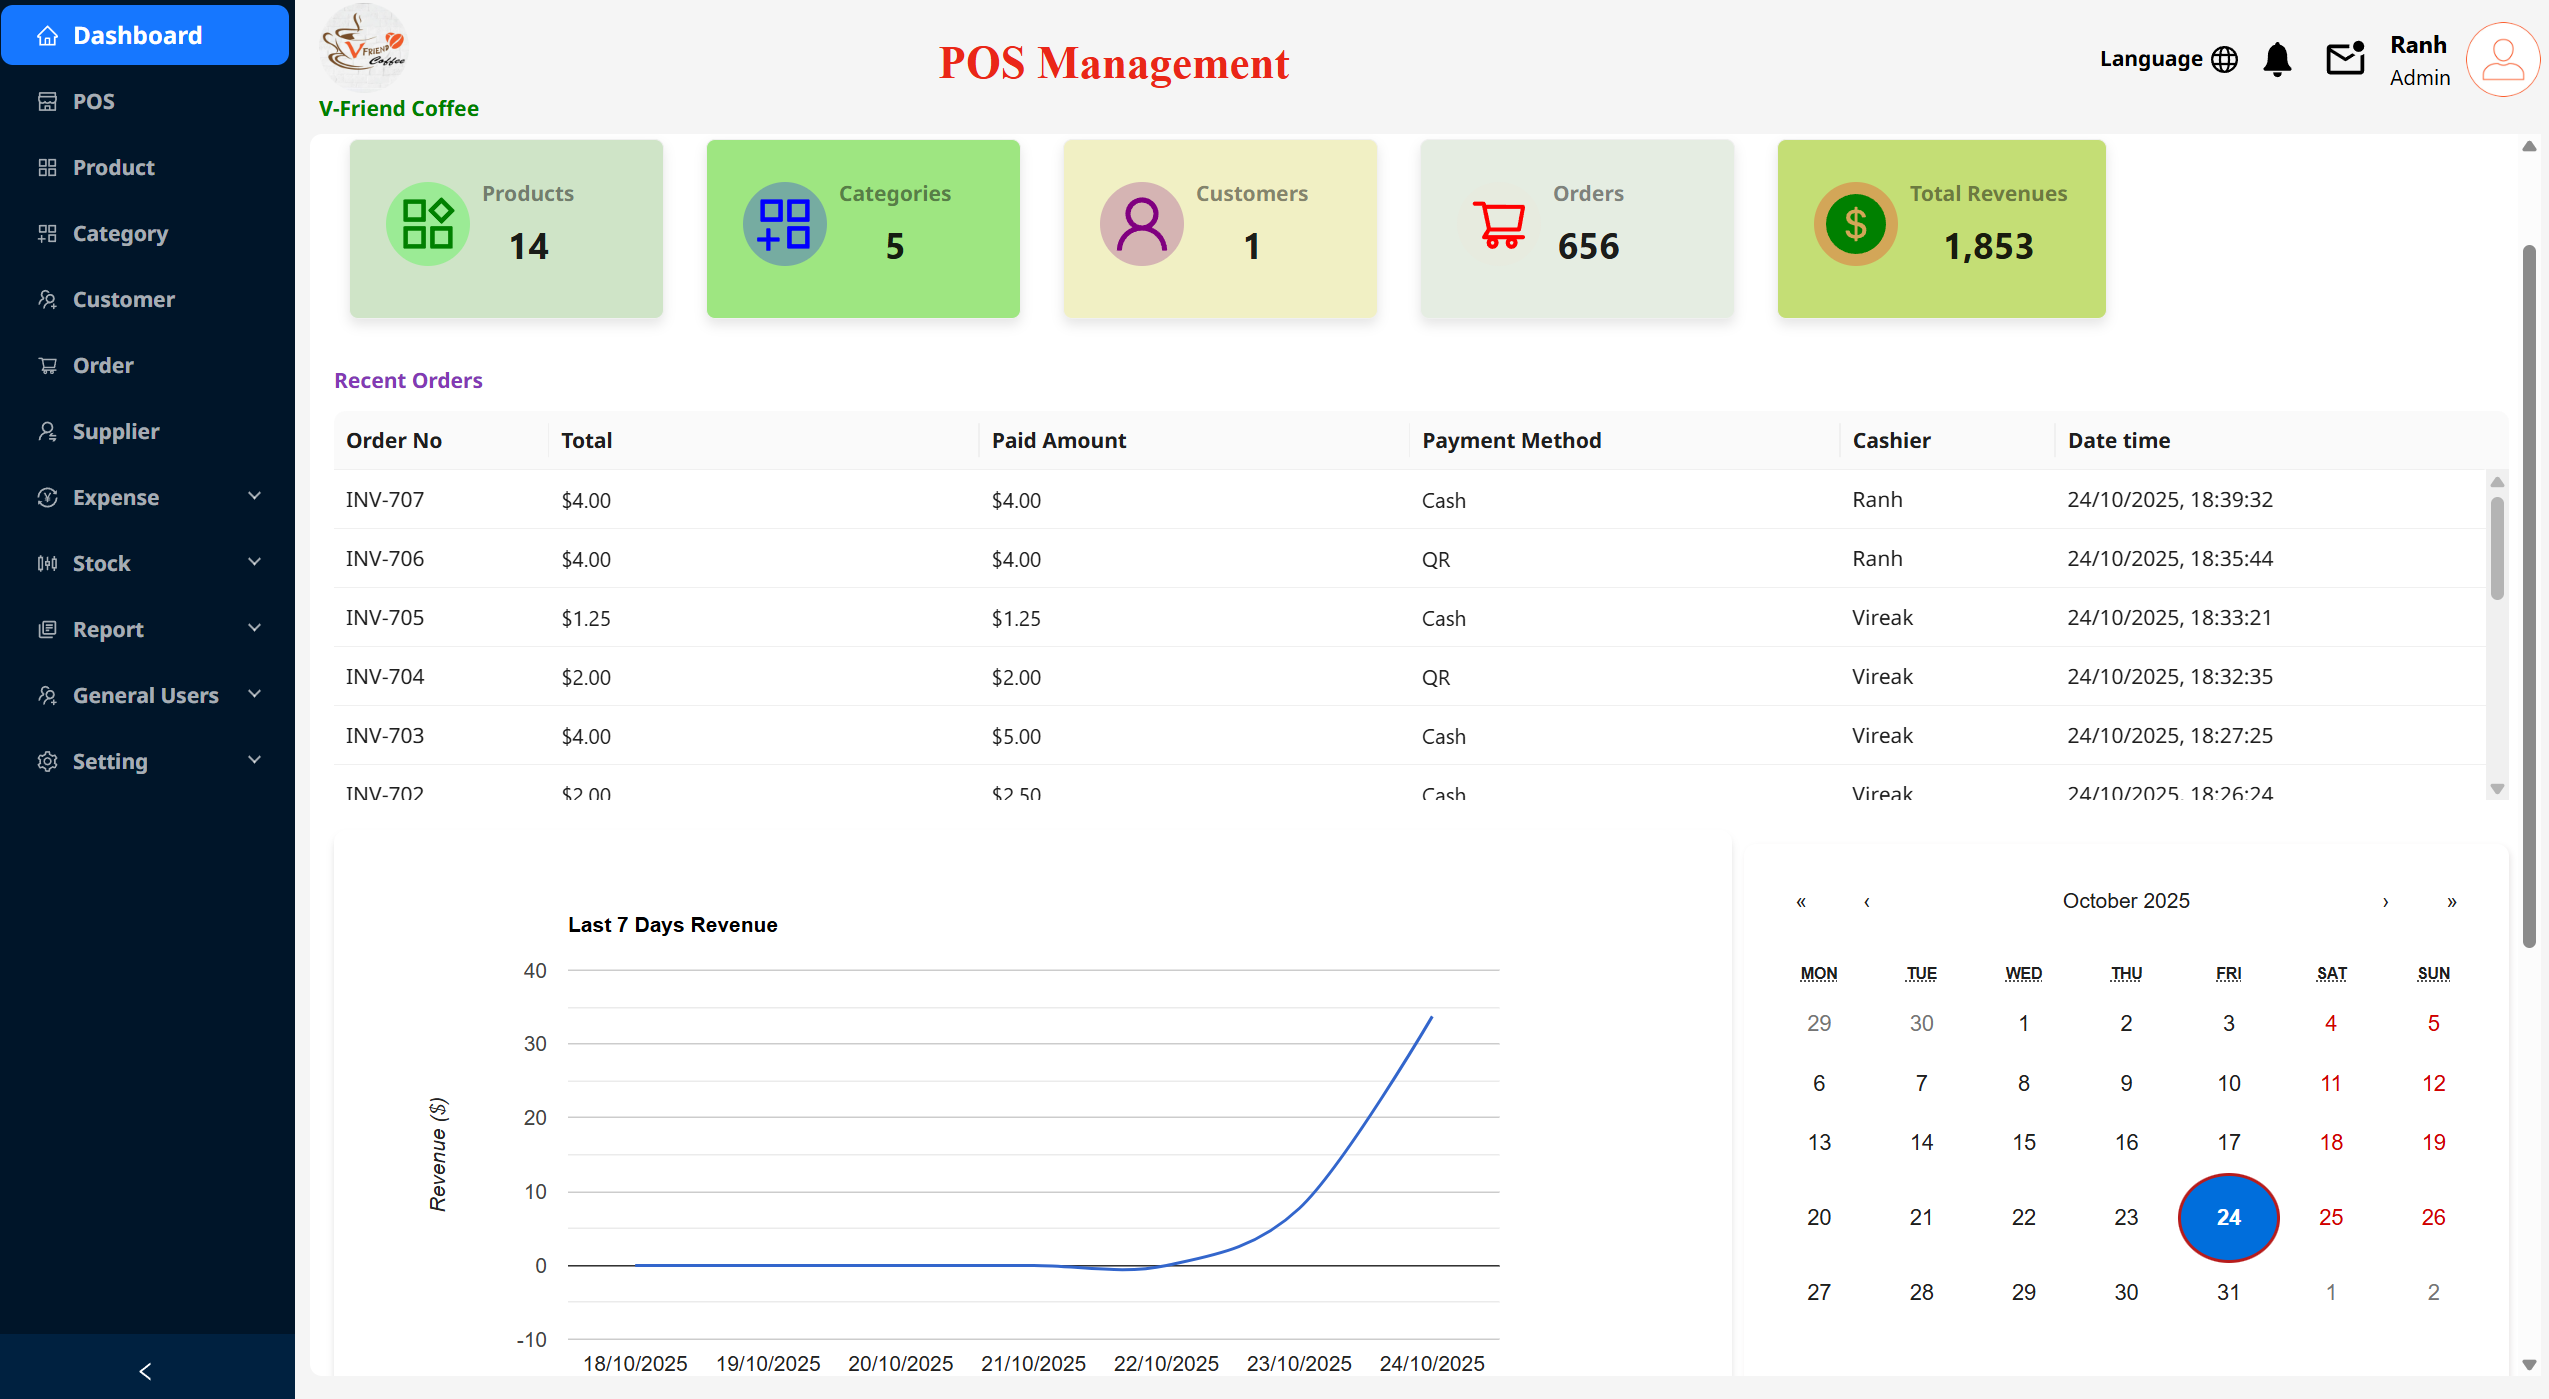 Dashboard
POS
Product
Category
Customer
Order
Supplier
Expense
Stock
Report
General Users
Setting
V FRIEND
Coffee
V-Friend Coffee
POS Management
Language
Ranh
Admin
Products
14
Categories
5
Customers
1
Orders
656
Total Revenues
$
1,853
Recent Orders
Order No Total Paid Amount Payment Method Cashier Date time
INV-707 $4.00 $4.00 Cash Ranh 24/10/2025, 18:39:32
INV-706 $4.00 $4.00 QR Ranh 24/10/2025, 18:35:44
INV-705 $1.25 $1.25 Cash Vireak 24/10/2025, 18:33:21
INV-704 $2.00 $2.00 QR Vireak 24/10/2025, 18:32:35
INV-703 $4.00 $5.00 Cash Vireak 24/10/2025, 18:27:25
INV-702 $2.00 $2.50 Cash Vireak 24/10/2025, 18:26:24
Last 7 Days Revenue
Revenue ($)
40
30
20
10
0
-10
18/10/2025 19/10/2025 20/10/2025 21/10/2025 22/10/2025 23/10/2025 24/10/2025
« ‹ October 2025 › »
MON TUE WED THU FRI SAT SUN
29 30 1 2 3 4 5
6 7 8 9 10 11 12
13 14 15 16 17 18 19
20 21 22 23 24 25 26
27 28 29 30 31 1 2